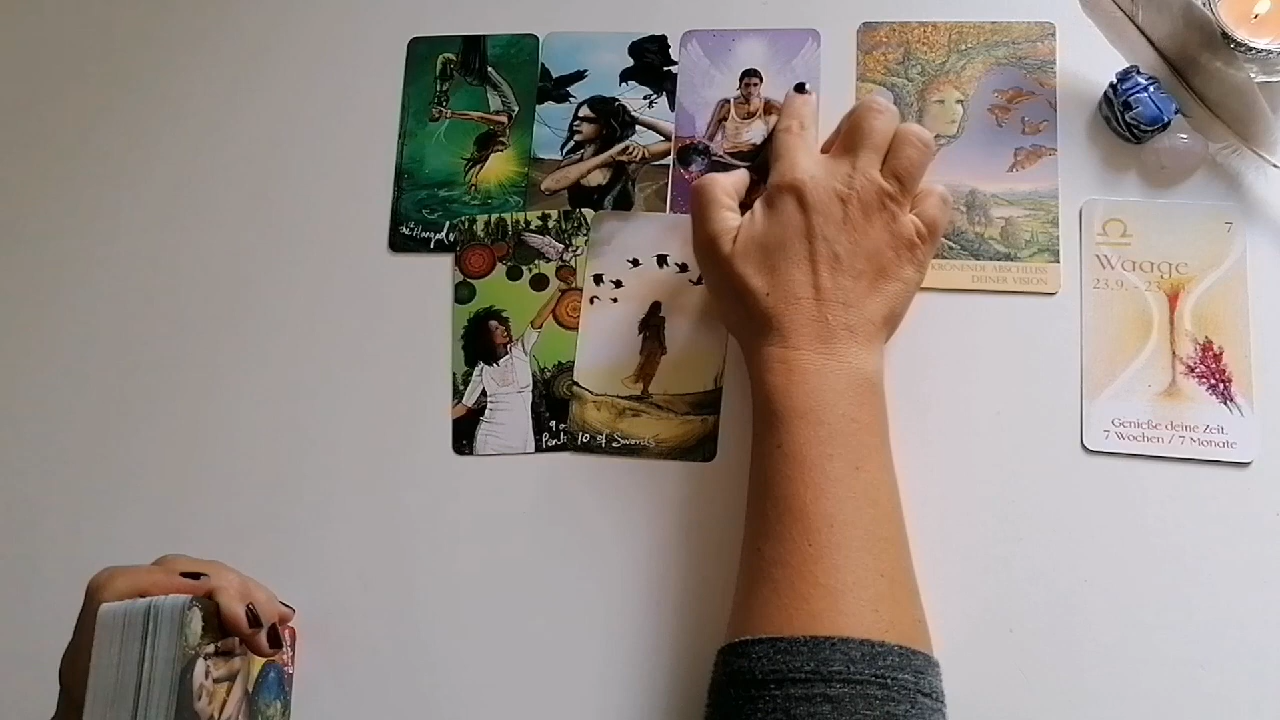 the Hanged
9 o
Pent
10 of Swords
KRÖNENDE ABSCHLUSS
DEINER VISION
7
Waage
23.9. - 23
Genieße deine Zeit.
7 Wochen / 7 Monate